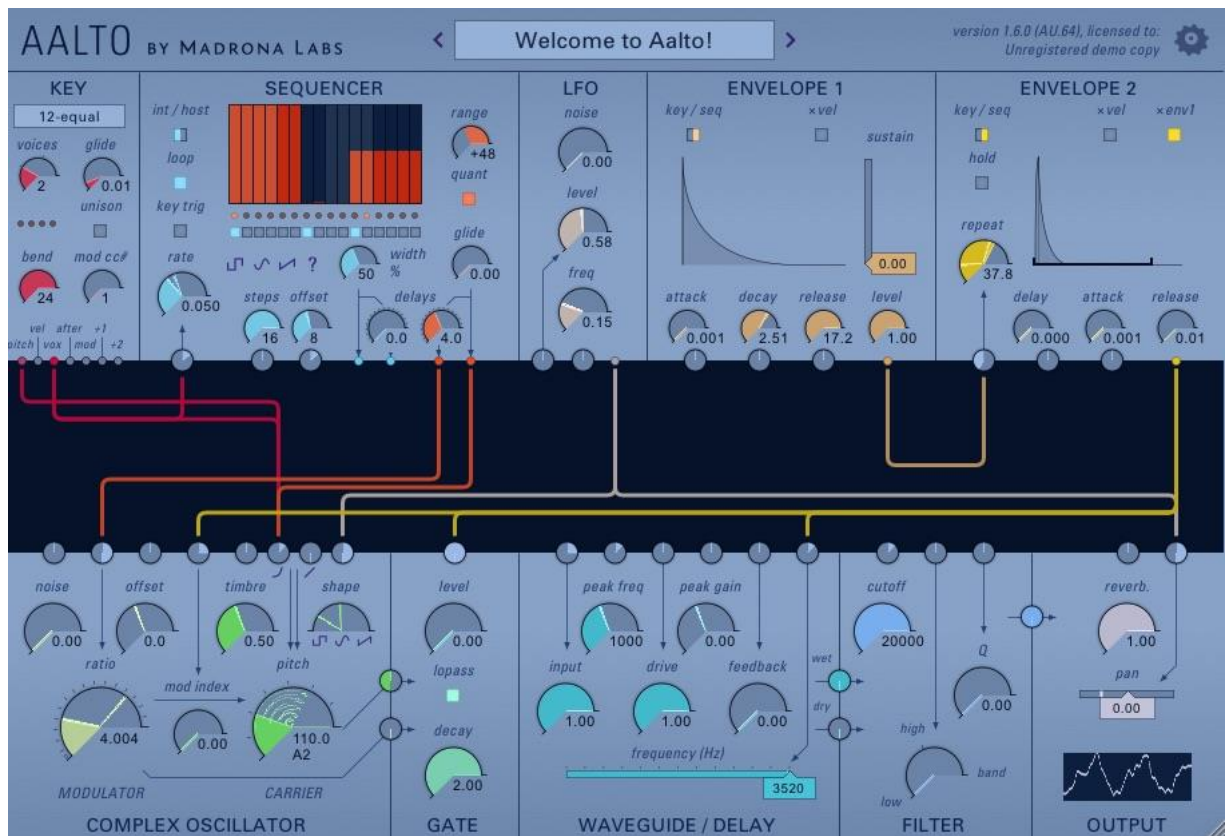 AALTO BY MADRONA LABS
Welcome to Aalto!
version 1.6.0 (AU.64), licensed to:
Unregistered demo copy
KEY
12-equal
voices glide
2 0.01
unison
bend mod cc#
24 1
vel after +1
pitch vox mod +2
SEQUENCER
int / host
loop
key trig
rate
0.050
range
+48
quant
glide
0.00
?
50 width
%
steps offset delays
16 8 0.0 4.0
LFO
noise
0.00
level
0.58
freq
0.15
ENVELOPE 1
key / seq ×vel
sustain
0.00
attack decay release level
0.001 2.51 17.2 1.00
ENVELOPE 2
key / seq ×vel ×env1
hold
repeat
37.8
delay attack release
0.000 0.001 0.01
noise offset timbre shape
0.00 0.0 0.50
ratio mod index pitch
4.004 0.00 110.0
A2
MODULATOR CARRIER
COMPLEX OSCILLATOR
level
0.00
lopass
decay
2.00
GATE
peak freq peak gain
1000 0.00
input drive feedback
1.00 1.00 0.00
frequency (Hz)
3520
WAVEGUIDE / DELAY
wet
dry
cutoff
20000
Q
0.00
high
band
low
FILTER
reverb.
1.00
pan
0.00
OUTPUT